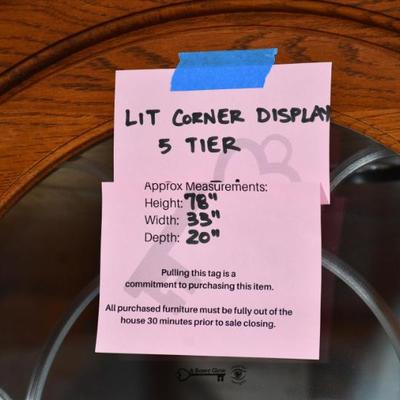 LIT CORNER DISPLAY
5 TIER
Approx Measurements:
Height: 78"
Width: 33"
Depth: 20"
Pulling this tag is a
commitment to purchasing this item.
All purchased furniture must be fully out of the
house 30 minutes prior to sale closing.